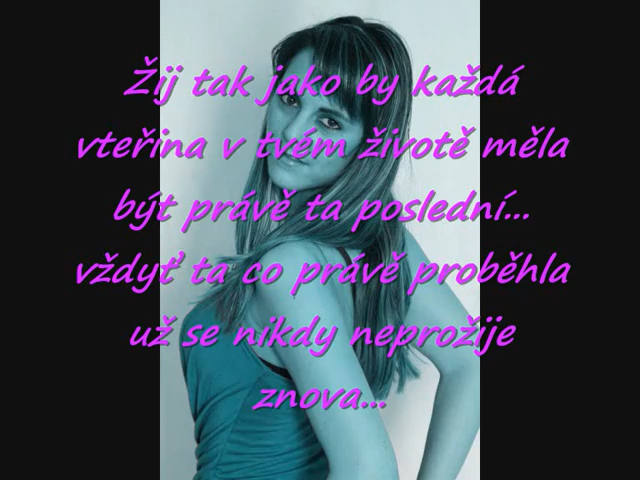 Žij tak jako by každá
vteřina v tvém životě měla
být právě ta poslední...
vždyť ta co právě proběhla
už se nikdy neprožije
znova...